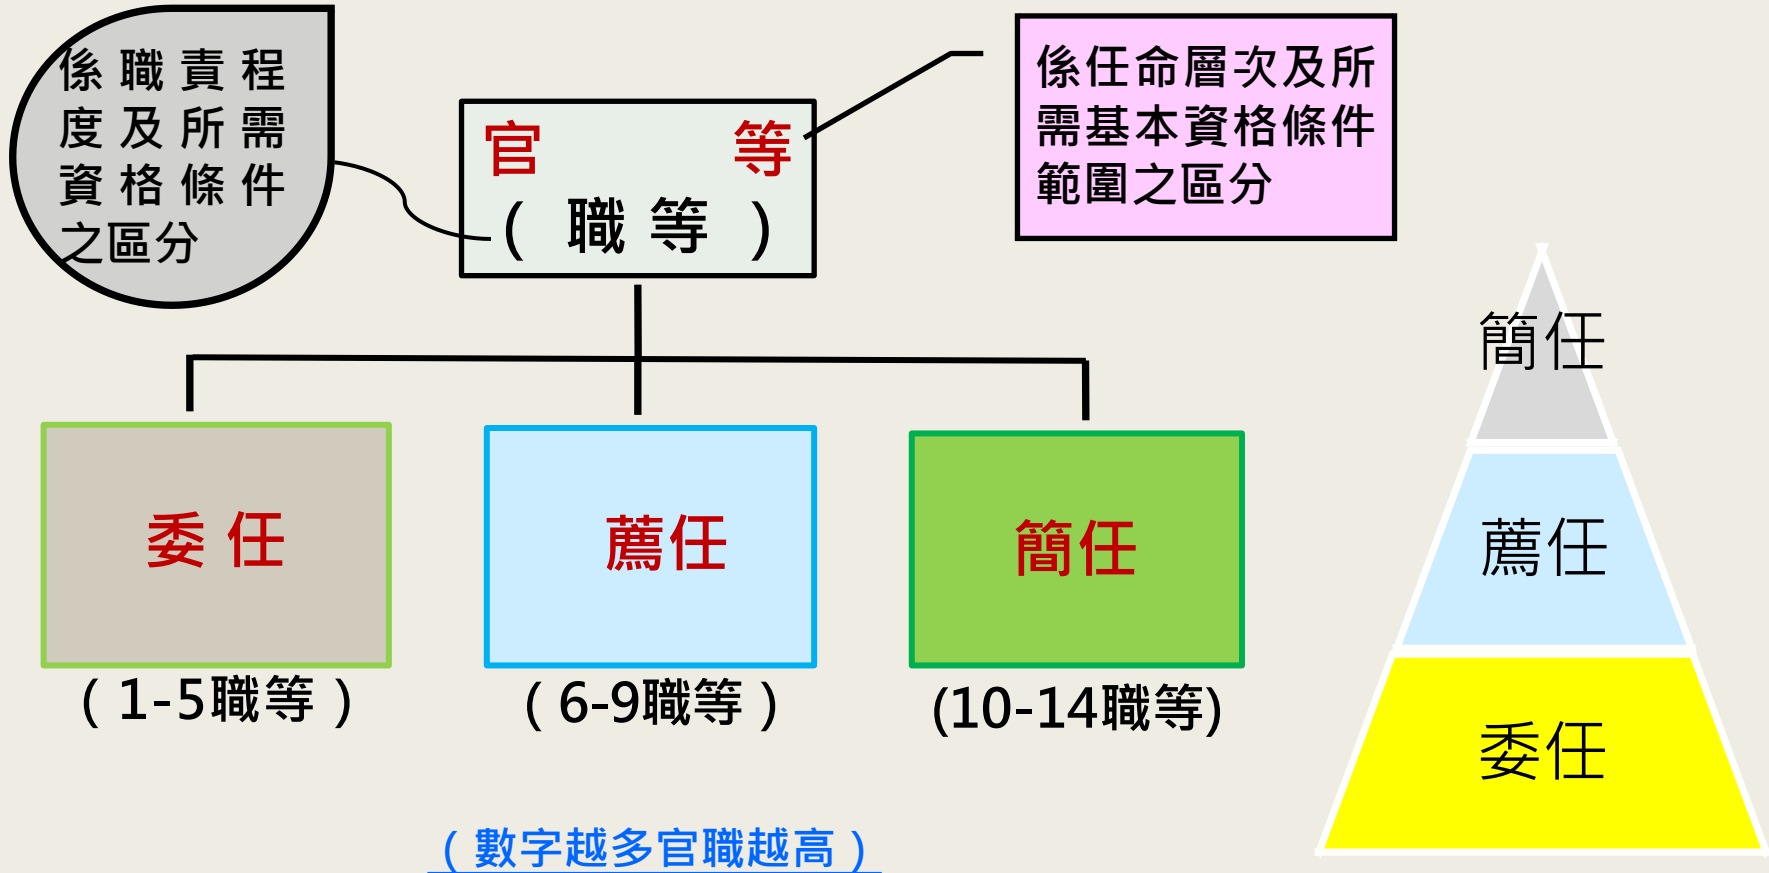 係職責程
度及所需
資格條件
之區分
官等
(職等)
係任命層次及所
需基本資格條件
範圍之區分
委任
薦任
簡任
(1-5職等)
(6-9職等)
(10-14職等)
(數字越多官職越高)
簡任
薦任
委任